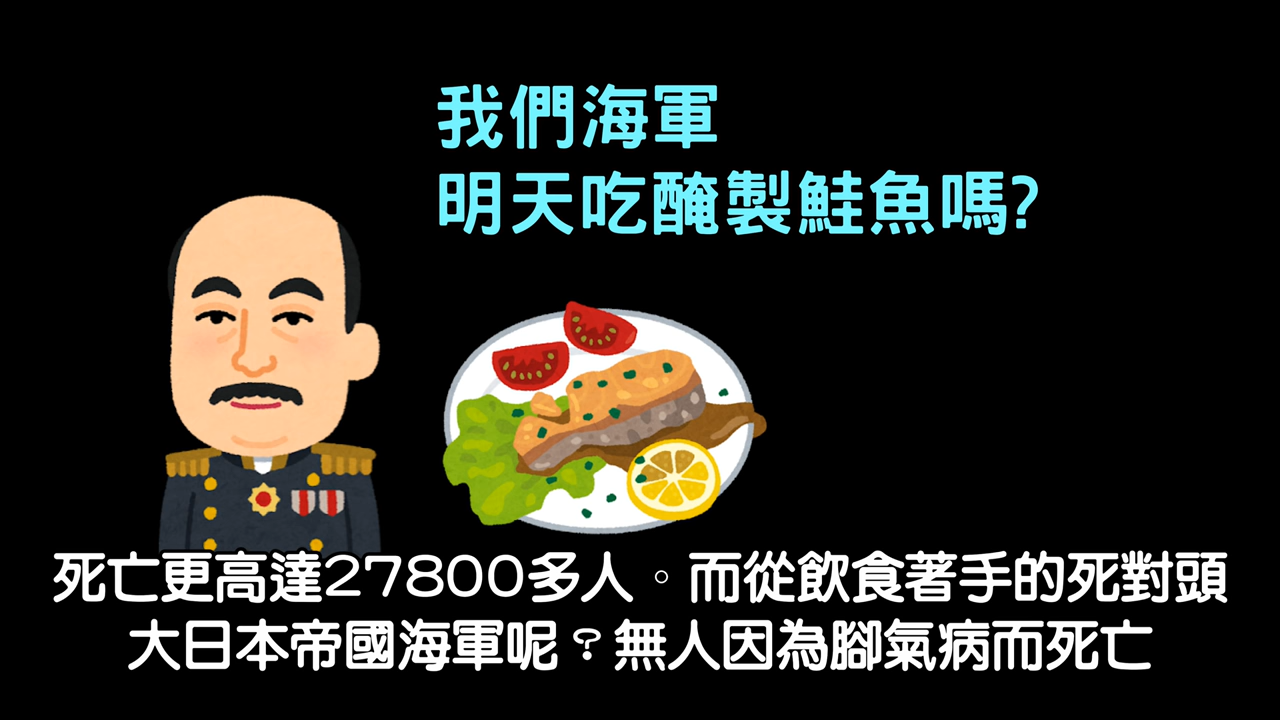 我們海軍
明天吃醃製鮭魚嗎?
死亡更高達27800多人。而從飲食著手的死對頭
大日本帝國海軍呢？無人因為腳氣病而死亡